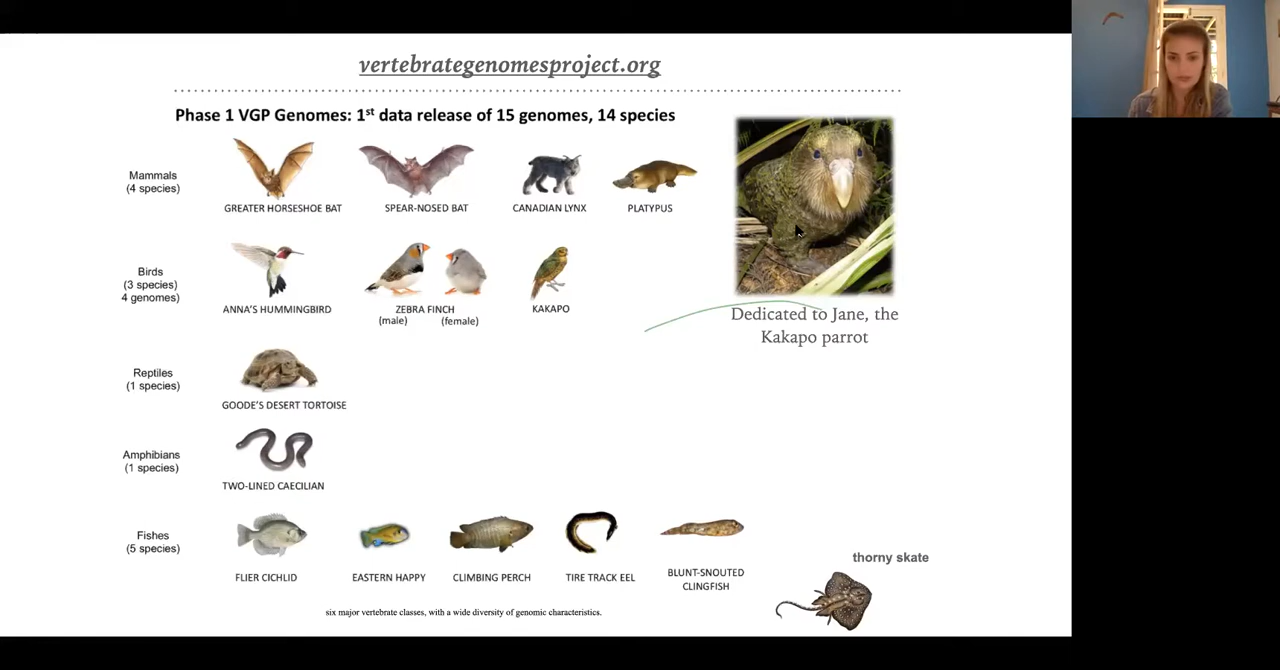 vertebrategenomesproject.org
Phase 1 VGP Genomes: 1st data release of 15 genomes, 14 species
Mammals
(4 species)
GREATER HORSESHOE BAT
SPEAR-NOSED BAT
CANADIAN LYNX
PLATYPUS
Birds
(3 species)
4 genomes)
ANNA'S HUMMINGBIRD
ZEBRA FINCH
(male)
(female)
KAKAPO
Dedicated to Jane, the
Kakapo parrot
Reptiles
(1 species)
GOODE'S DESERT TORTOISE
Amphibians
(1 species)
TWO-LINED CAECILIAN
Fishes
(5 species)
FLIER CICHLID
EASTERN HAPPY
CLIMBING PERCH
TIRE TRACK EEL
BLUNT-SNOUTED
CLINGFISH
thorny skate
six major vertebrate classes, with a wide diversity of genomic characteristics.